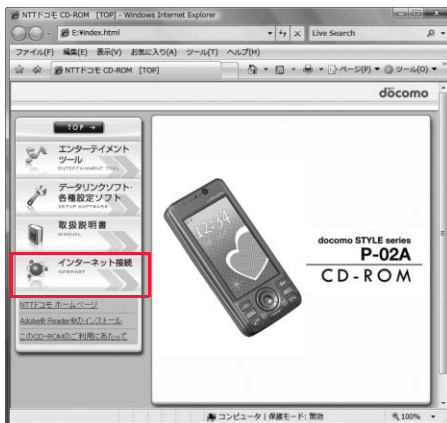 NTTドコモ CD-ROM [TOP] - Windows Internet Explorer
E:¥index.html
Live Search
ファイル(F) 編集(E) 表示(V) お気に入り(A) ツール(T) ヘルプ(H)
NTTドコモ CD-ROM [TOP]
ページ(P)
ツール(O)
döcomo
TOP
エンターテイメント
ツール
ENTERTAINMENT TOOL
データリンクソフト・
各種設定ソフト
SETUP SOFTWARE
取扱説明書
MANUAL
インターネット接続
INTERNET
NTTドコモ ホームページ
Adobe® Reader®のインストール
このCD-ROMのご利用にあたって
12:34
docomo STYLE series
P-02A
CD-ROM
コンピュータ | 保護モード: 無効
100%